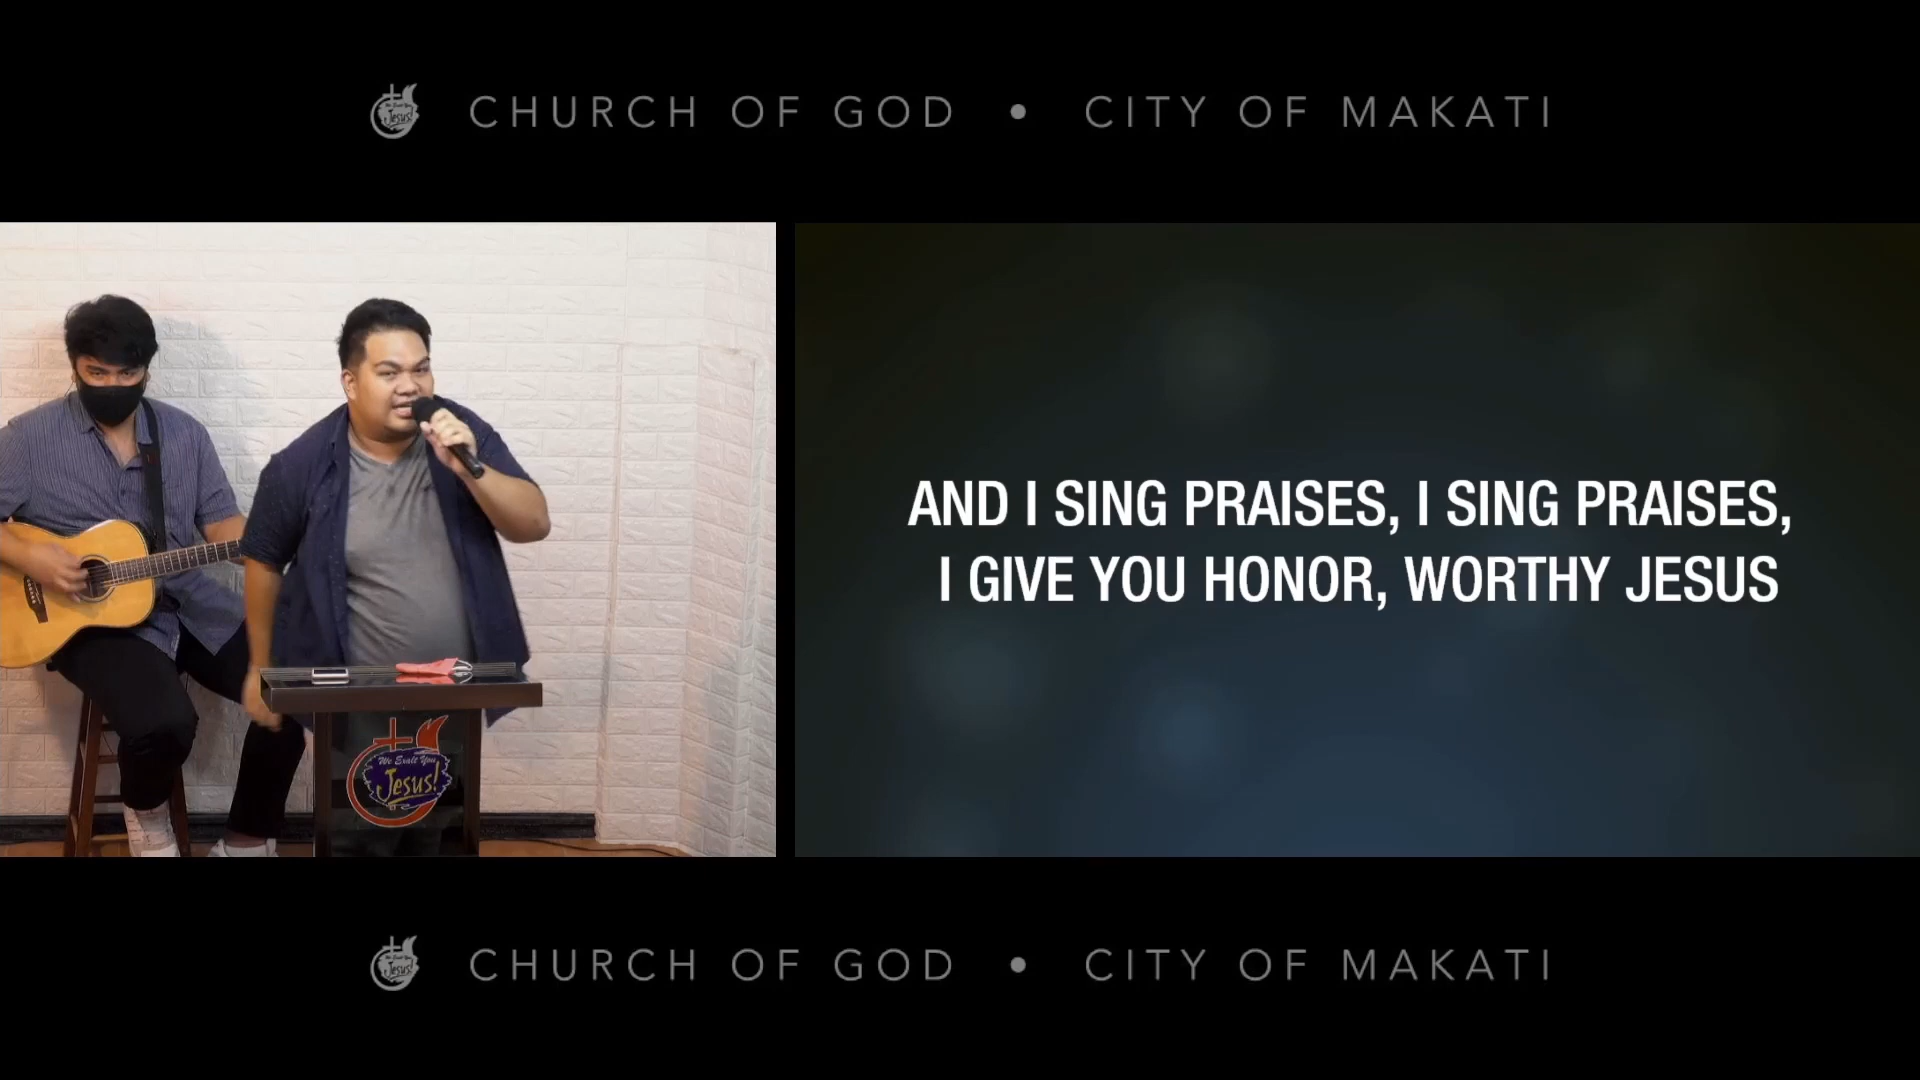 CHURCH OF GOD • CITY OF MAKATI
AND I SING PRAISES, I SING PRAISES,
I GIVE YOU HONOR, WORTHY JESUS
We Exalt You
Jesus!
CHURCH OF GOD • CITY OF MAKATI